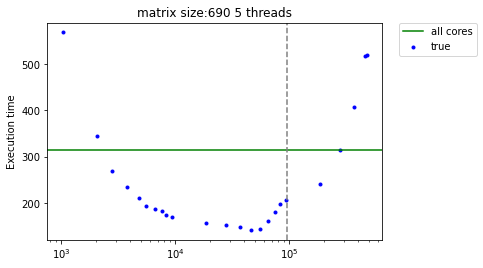 matrix size:690 5 threads
all cores
true
Execution time
500
400
300
200
10³
10⁴
10⁵